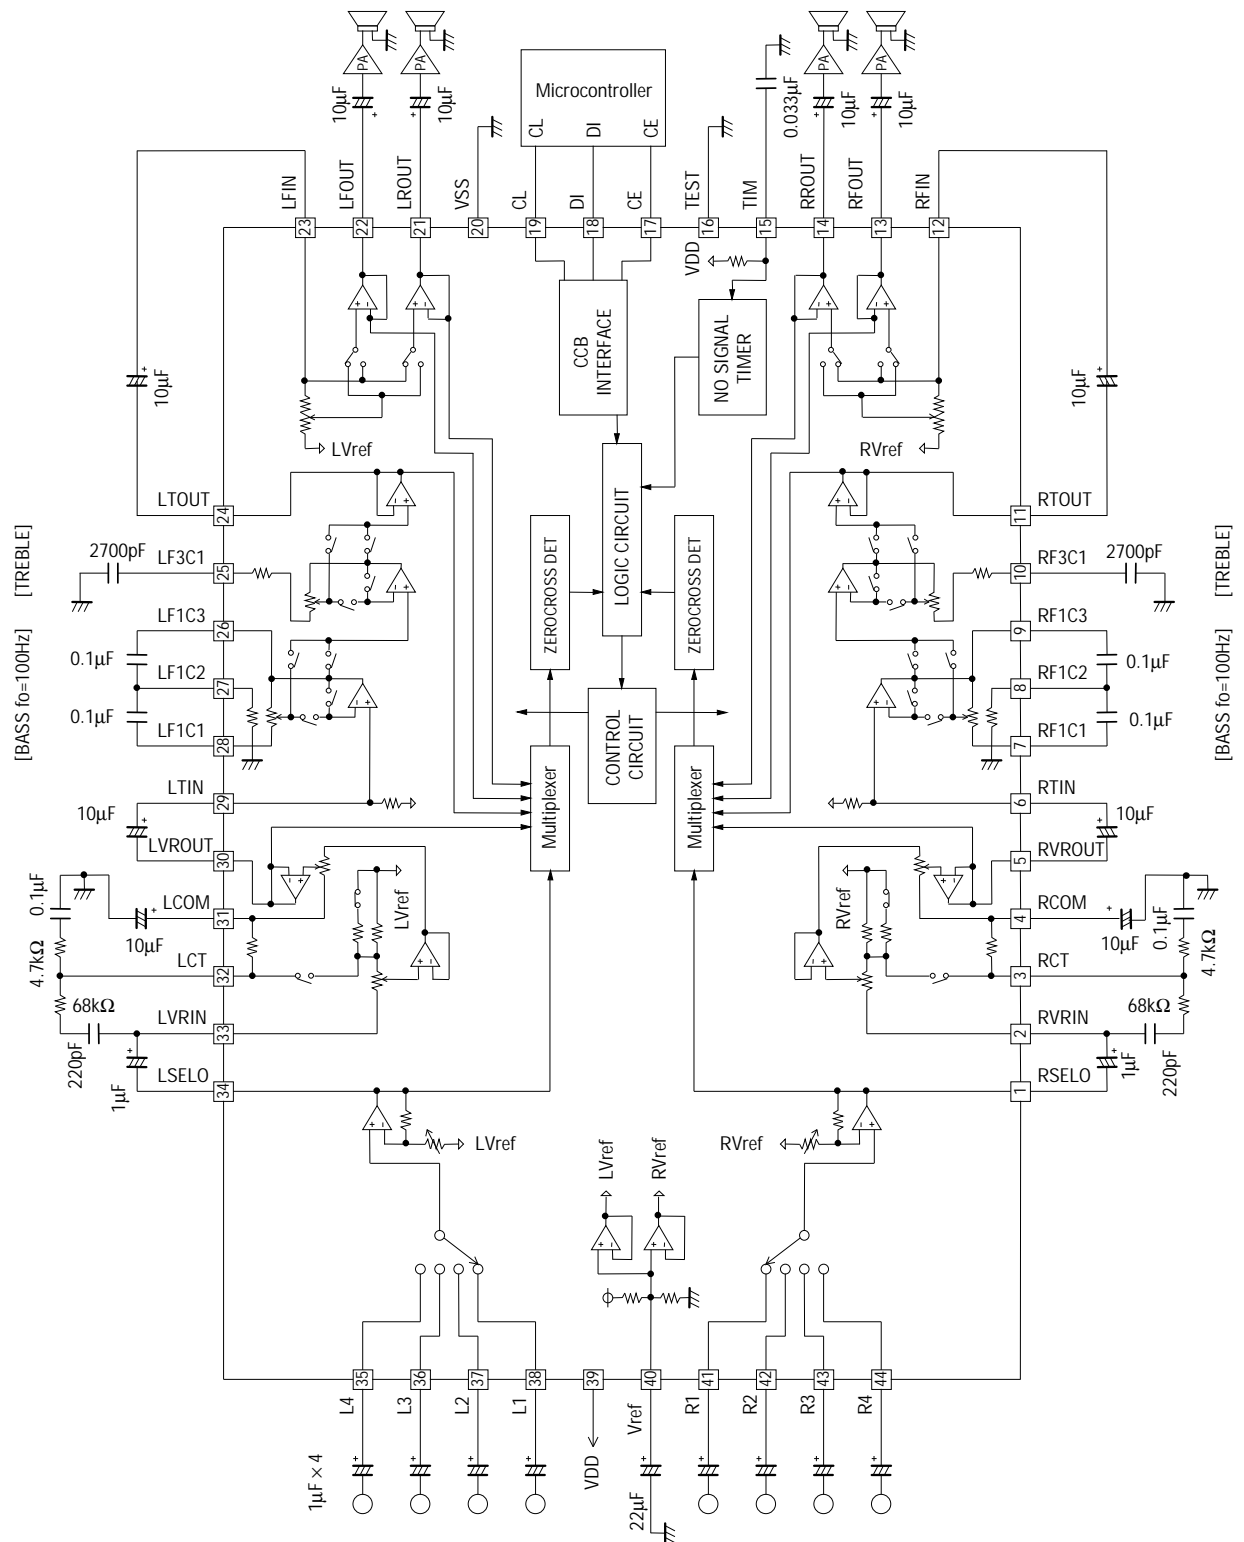 PA
PA
PA
PA
10µF
10µF
Microcontroller
CL
DI
CE
0.033µF
10µF
10µF
LFIN
LFOUT
LROUT
VSS
CL
DI
CE
TEST
TIM
RROUT
RFOUT
RFIN
23
22
21
20
19
18
17
16
15
14
13
12
VDD
CCB
INTERFACE
NO SIGNAL
TIMER
10µF
10µF
LVref
RVref
LTOUT
24
LOGIC CIRCUIT
11
RTOUT
[TREBLE]
2700pF
LF3C1
25
ZEROCROSS DET
ZEROCROSS DET
10
RF3C1
2700pF
[TREBLE]
LF1C3
26
9
RF1C3
[BASS fo=100Hz]
0.1µF
LF1C2
27
8
RF1C2
0.1µF
[BASS fo=100Hz]
0.1µF
LF1C1
28
CONTROL
CIRCUIT
7
RF1C1
0.1µF
LTIN
29
Multiplexer
Multiplexer
6
RTIN
10µF
10µF
LVROUT
30
5
RVROUT
0.1µF
LCOM
31
LVref
RVref
4
RCOM
0.1µF
10µF
10µF
4.7kΩ
LCT
32
3
RCT
4.7kΩ
68kΩ
LVRIN
33
2
RVRIN
68kΩ
220pF
1µF
LSELO
34
1
RSELO
1µF
220pF
LVref
LVref
RVref
RVref
35
36
37
38
39
40
41
42
43
44
L4
L3
L2
L1
VDD
Vref
R1
R2
R3
R4
1µF × 4
22µF